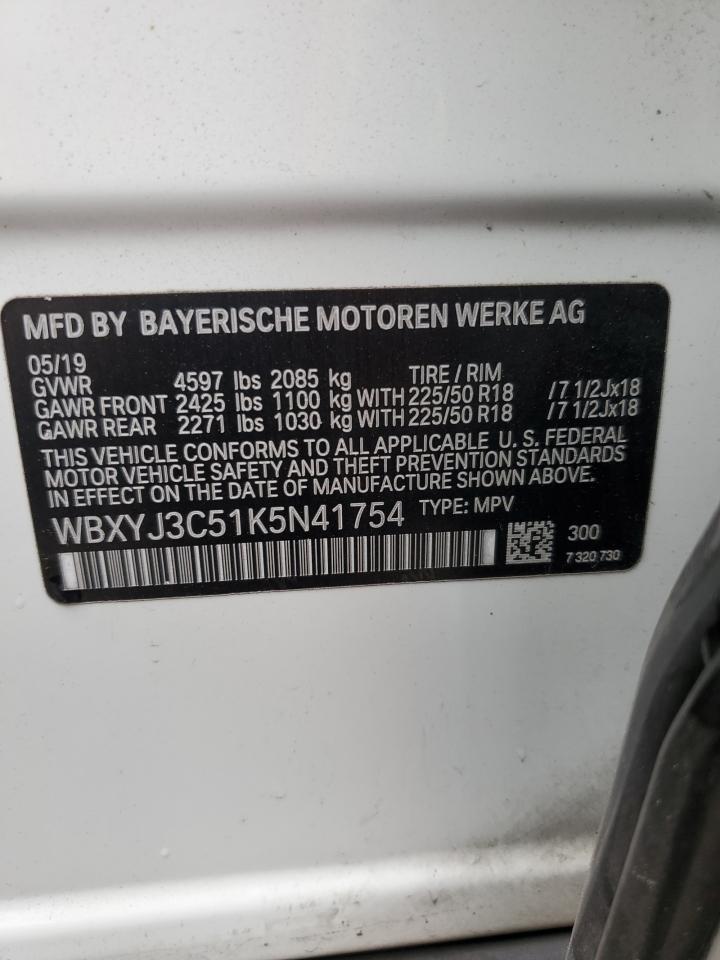 MFD BY BAYERISCHE MOTOREN WERKE AG
05/19 TIRE / RIM
GVWR 4597 lbs 2085 kg
GAWR FRONT 2425 lbs 1100 kg WITH 225/50 R18 /7 1/2Jx18
GAWR REAR 2271 lbs 1030 kg WITH 225/50 R18 /7 1/2Jx18
THIS VEHICLE CONFORMS TO ALL APPLICABLE U. S. FEDERAL
MOTOR VEHICLE SAFETY AND THEFT PREVENTION STANDARDS
IN EFFECT ON THE DATE OF MANUFACTURE SHOWN ABOVE.
WBXYJ3C51K5N41754 TYPE: MPV
300
7 320 730